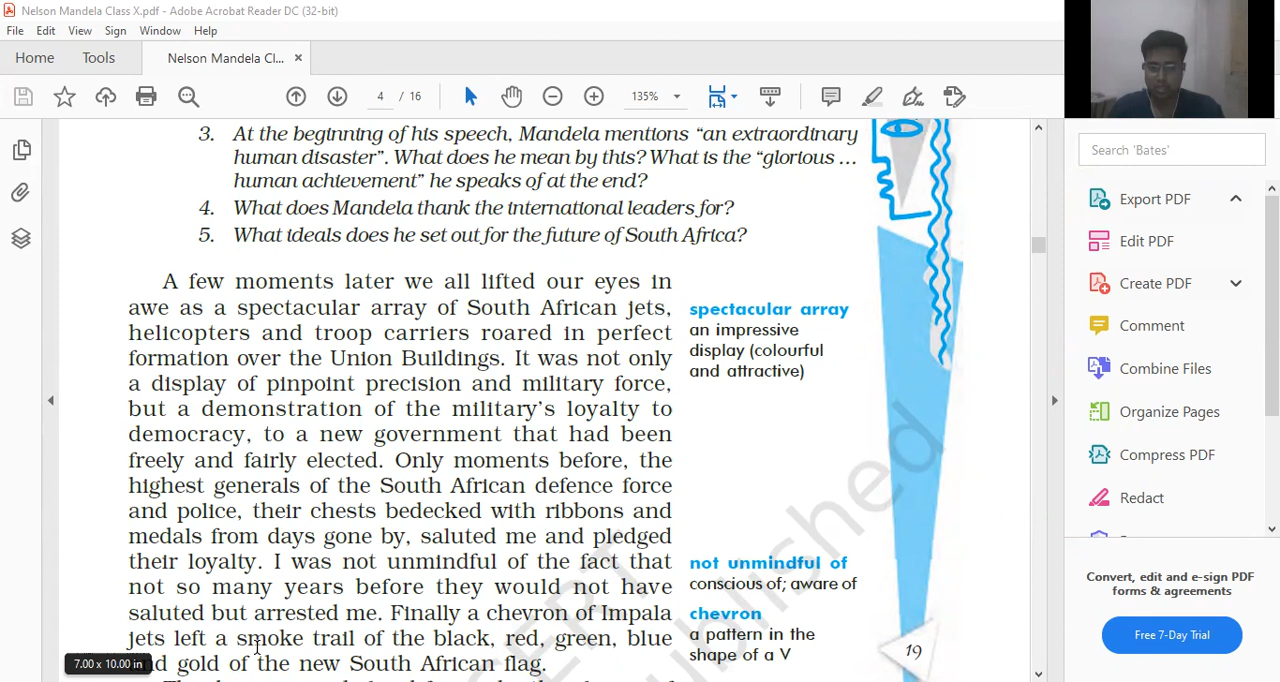 Nelson Mandela Class X.pdf - Adobe Acrobat Reader DC (32-bit)
File Edit View Sign Window Help
Home Tools Nelson Mandela Cl... ×
4 / 16 135%
3. At the beginning of his speech, Mandela mentions “an extraordinary
human disaster”. What does he mean by this? What is the “glorious …
human achievement” he speaks of at the end?
4. What does Mandela thank the international leaders for?
5. What ideals does he set out for the future of South Africa?
A few moments later we all lifted our eyes in
awe as a spectacular array of South African jets,
helicopters and troop carriers roared in perfect
formation over the Union Buildings. It was not only
a display of pinpoint precision and military force,
but a demonstration of the military’s loyalty to
democracy, to a new government that had been
freely and fairly elected. Only moments before, the
highest generals of the South African defence force
and police, their chests bedecked with ribbons and
medals from days gone by, saluted me and pledged
their loyalty. I was not unmindful of the fact that
not so many years before they would not have
saluted but arrested me. Finally a chevron of Impala
jets left a smoke trail of the black, red, green, blue
and gold of the new South African flag.
spectacular array
an impressive
display (colourful
and attractive)
not unmindful of
conscious of; aware of
chevron
a pattern in the
shape of a V
19
7.00 x 10.00 in
Search 'Bates'
Export PDF
Edit PDF
Create PDF
Comment
Combine Files
Organize Pages
Compress PDF
Redact
Convert, edit and e-sign PDF
forms & agreements
Free 7-Day Trial